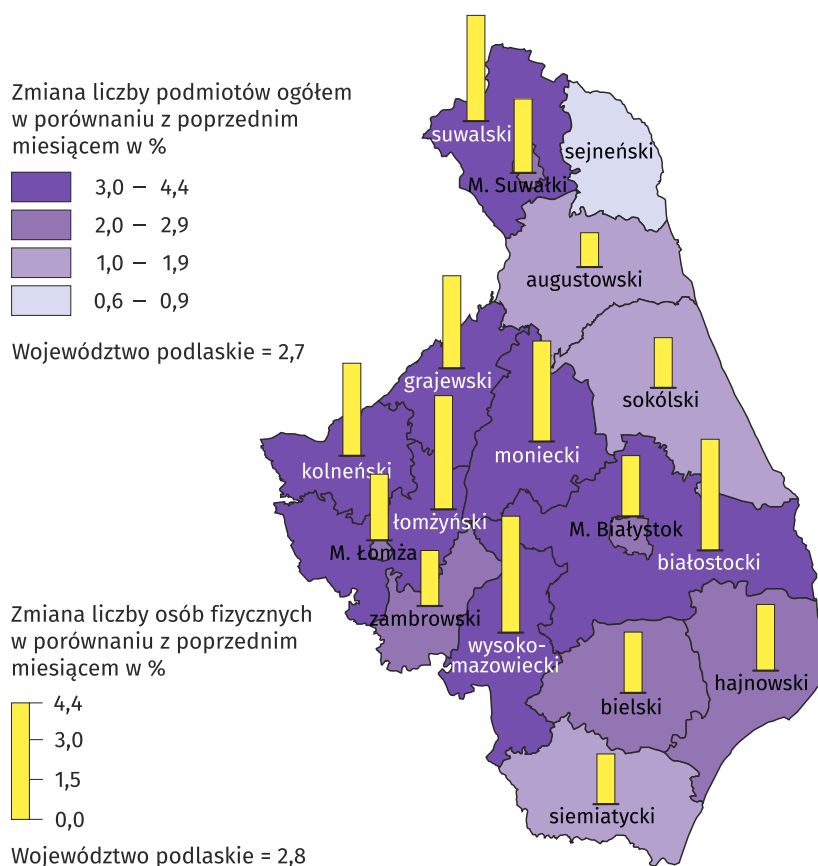 Zmiana liczby podmiotów ogółem
w porównaniu z poprzednim
miesiącem w %
3,0 – 4,4
2,0 – 2,9
1,0 – 1,9
0,6 – 0,9
Województwo podlaskie = 2,7
suwalski
M. Suwałki
sejneński
augustowski
grajewski
sokólski
kolneński
moniecki
łomżyński
M. Łomża
M. Białystok
białostocki
zambrowski
wysoko-
mazowiecki
bielski
hajnowski
siemiatycki
Zmiana liczby osób fizycznych
w porównaniu z poprzednim
miesiącem w %
4,4
3,0
1,5
0,0
Województwo podlaskie = 2,8